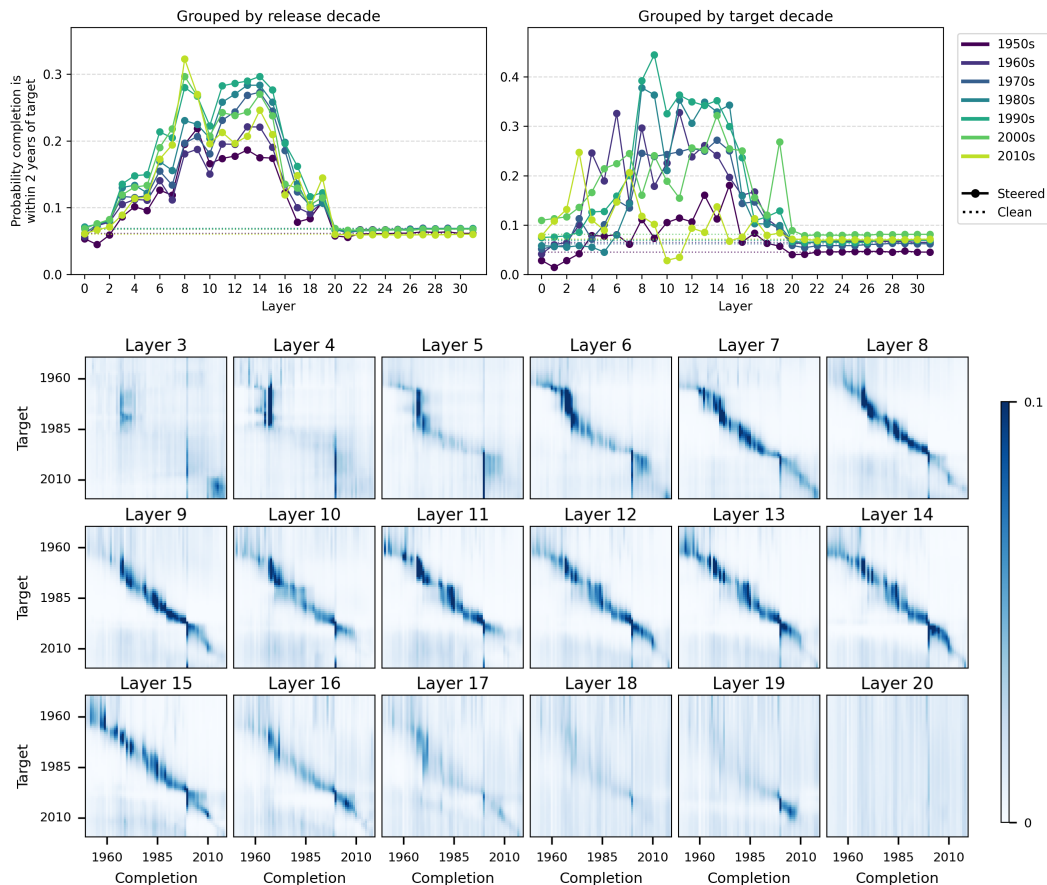 Grouped by release decade
Grouped by target decade
Probability completion is
within 2 years of target
0.3
0.2
0.1
0.0
0 2 4 6 8 10 12 14 16 18 20 22 24 26 28 30
Layer
0.4
0.3
0.2
0.1
0.0
0 2 4 6 8 10 12 14 16 18 20 22 24 26 28 30
Layer
1950s
1960s
1970s
1980s
1990s
2000s
2010s
Steered
Clean
Layer 3 Layer 4 Layer 5 Layer 6 Layer 7 Layer 8
Target
1960
1985
2010
Layer 9 Layer 10 Layer 11 Layer 12 Layer 13 Layer 14
Target
1960
1985
2010
Layer 15 Layer 16 Layer 17 Layer 18 Layer 19 Layer 20
Target
1960
1985
2010
1960 1985 2010 1960 1985 2010 1960 1985 2010 1960 1985 2010 1960 1985 2010 1960 1985 2010
Completion Completion Completion Completion Completion Completion
0.1
0